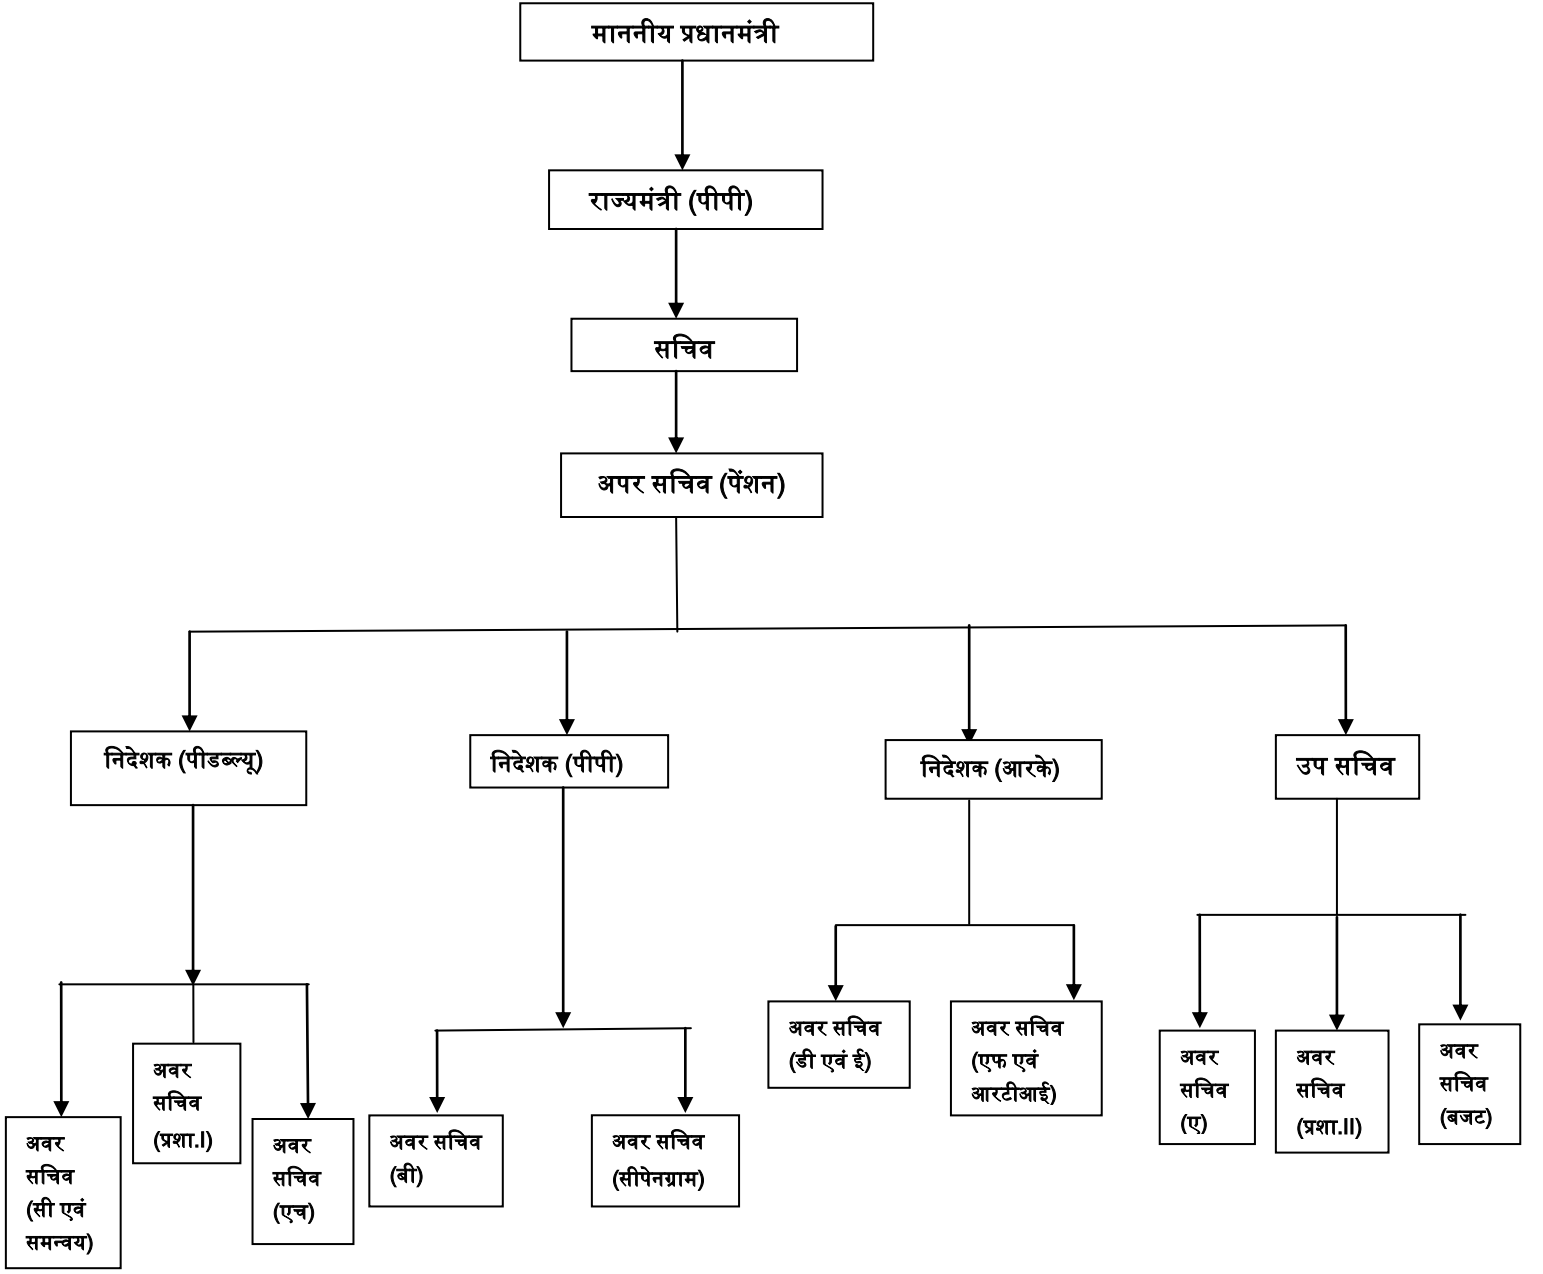 माननीय प्रधानमंत्री
राज्यमंत्री (पीपी)
सचिव
अपर सचिव (पेंशन)
निदेशक (पीडब्ल्यू)
निदेशक (पीपी)
निदेशक (आरके)
उप सचिव
अवर
सचिव
(सी एवं
समन्वय)
अवर
सचिव
(प्रशा.I)
अवर
सचिव
(एच)
अवर सचिव
(बी)
अवर सचिव
(सीपेनग्राम)
अवर सचिव
(डी एवं ई)
अवर सचिव
(एफ एवं
आरटीआई)
अवर
सचिव
(ए)
अवर
सचिव
(प्रशा.II)
अवर
सचिव
(बजट)